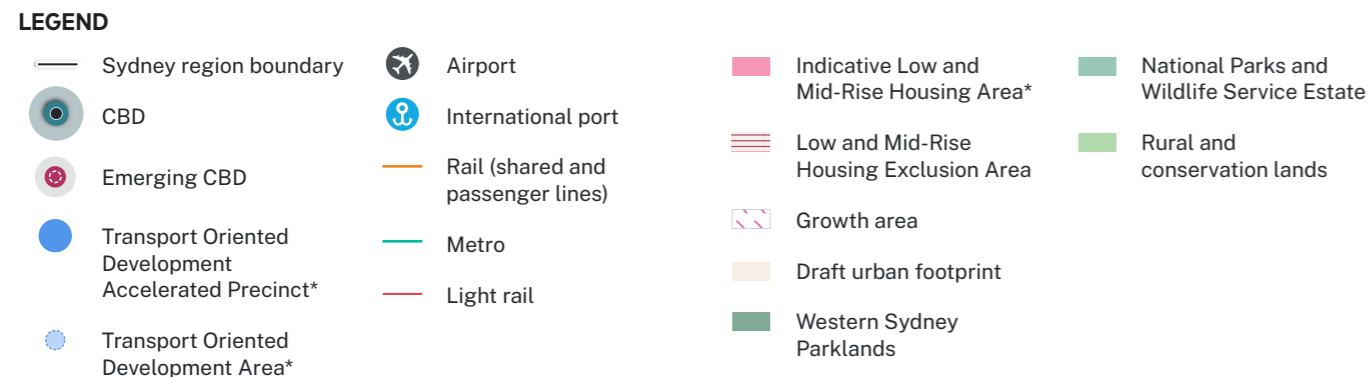 LEGEND
Sydney region boundary
CBD
Emerging CBD
Transport Oriented
Development
Accelerated Precinct*
Transport Oriented
Development Area*
Airport
International port
Rail (shared and
passenger lines)
Metro
Light rail
Indicative Low and
Mid-Rise Housing Area*
Low and Mid-Rise
Housing Exclusion Area
Growth area
Draft urban footprint
Western Sydney
Parklands
National Parks and
Wildlife Service Estate
Rural and
conservation lands